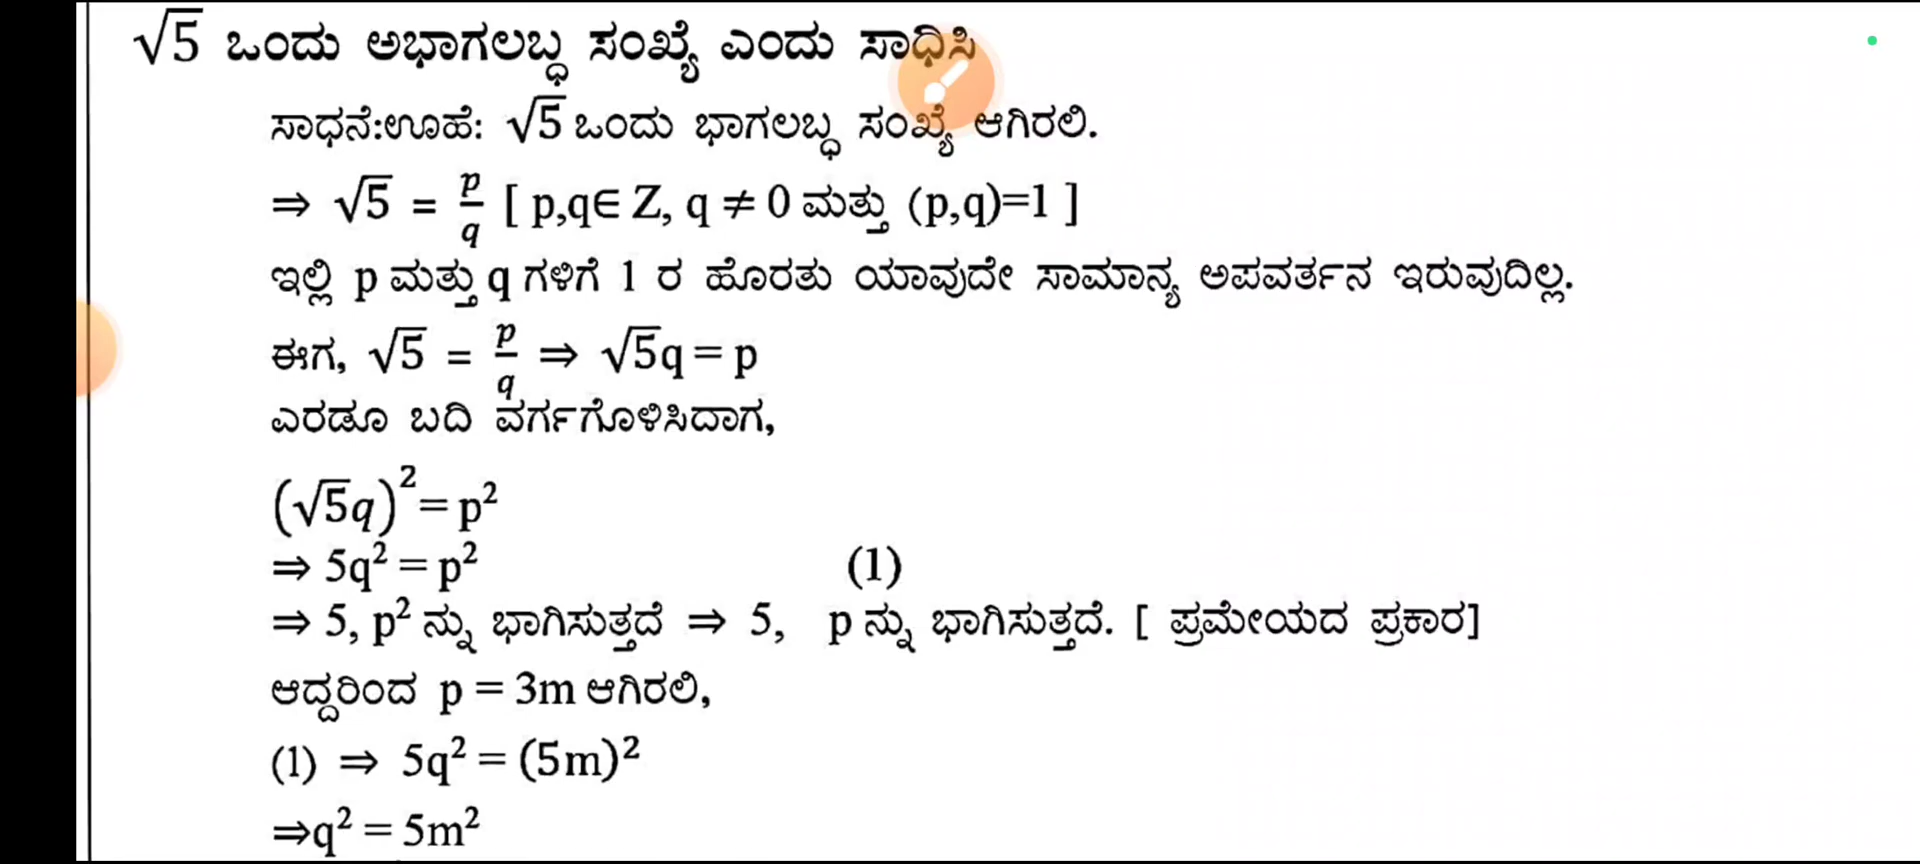 √5 ಒಂದು ಅಭಾಗಲಬ್ಧ ಸಂಖ್ಯೆ ಎಂದು ಸಾಧಿಸಿ
ಸಾಧನೆ:ಊಹೆ: √5 ಒಂದು ಭಾಗಲಬ್ಧ ಸಂಖ್ಯೆ ಆಗಿರಲಿ.
⇒ √5 = p/q [ p,q∈ Z, q ≠ 0 ಮತ್ತು (p,q)=1 ]
ಇಲ್ಲಿ p ಮತ್ತು q ಗಳಿಗೆ 1 ರ ಹೊರತು ಯಾವುದೇ ಸಾಮಾನ್ಯ ಅಪವರ್ತನ ಇರುವುದಿಲ್ಲ.
ಈಗ, √5 = p/q ⇒ √5q = p
ಎರಡೂ ಬದಿ ವರ್ಗಗೊಳಿಸಿದಾಗ,
(√5q)² = p²
⇒ 5q² = p² (1)
⇒ 5, p² ನ್ನು ಭಾಗಿಸುತ್ತದೆ ⇒ 5, p ನ್ನು ಭಾಗಿಸುತ್ತದೆ. [ ಪ್ರಮೇಯದ ಪ್ರಕಾರ]
ಆದ್ದರಿಂದ p = 3m ಆಗಿರಲಿ,
(1) ⇒ 5q² = (5m)²
⇒q² = 5m²